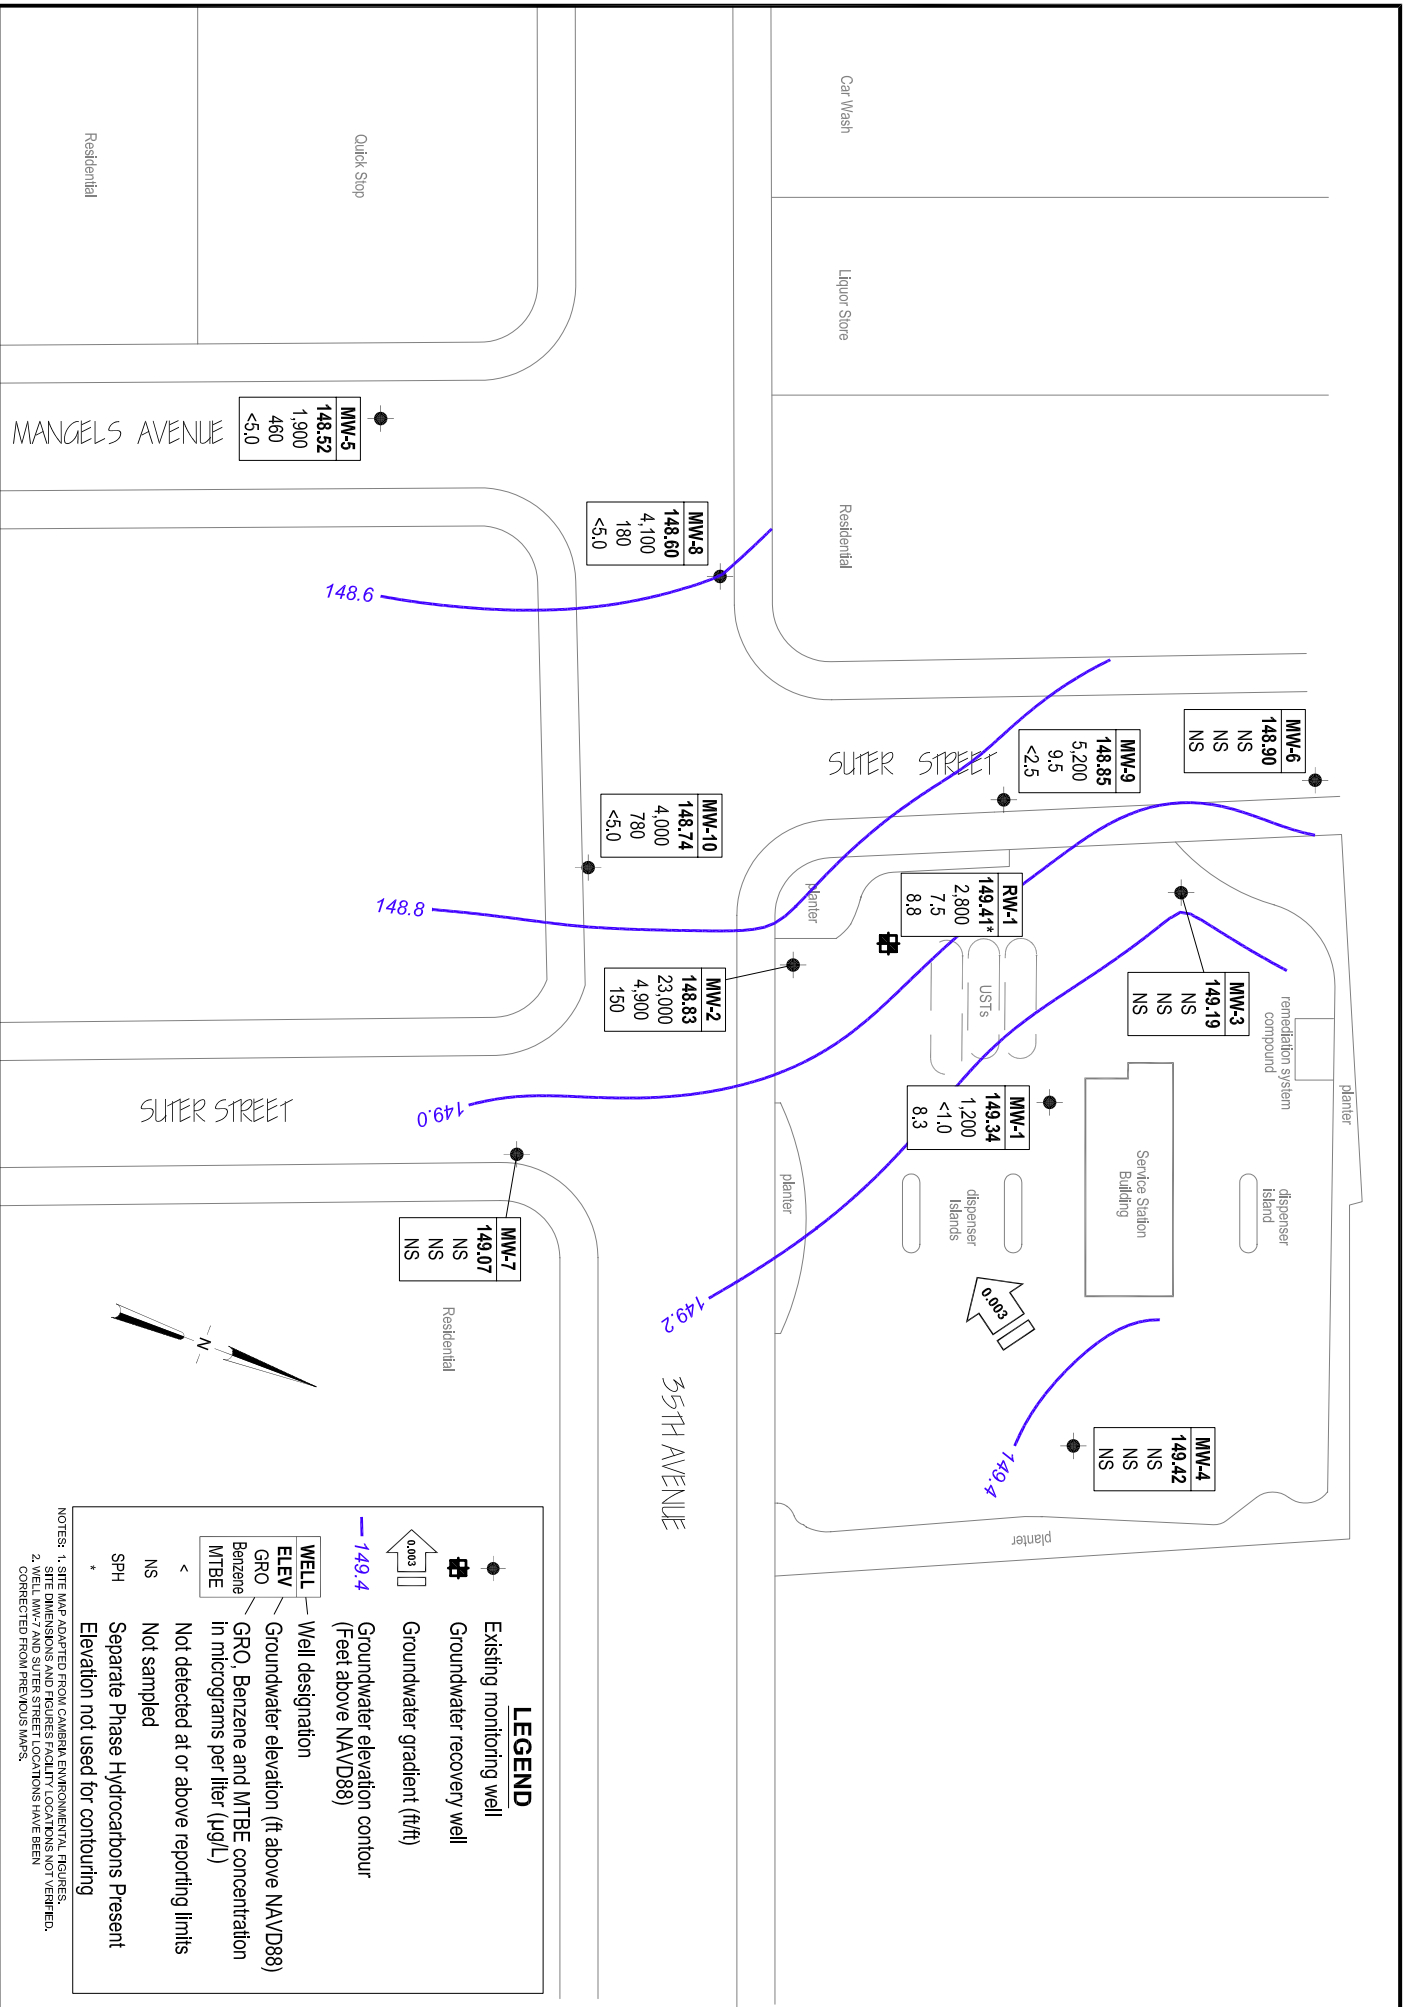 Car Wash
Liquor Store
Residential
Quick Stop
Residential
MANGELS AVENUE
MW-5
148.52
1,900
460
<5.0
MW-8
148.60
4,100
180
<5.0
148.6
MW-6
148.90
NS
NS
NS
MW-9
148.85
5,200
9.5
<2.5
SUTER STREET
MW-10
148.74
4,000
780
<5.0
148.8
planter
RW-1
149.41*
2,800
7.5
8.8
USTs
MW-2
148.83
23,000
4,900
150
MW-3
149.19
NS
NS
NS
remediation system
compound
planter
MW-1
149.34
1,200
<1.0
8.3
149.0
SUTER STREET
Service Station
Building
dispenser
island
dispenser
Islands
planter
MW-7
149.07
NS
NS
NS
0.003
149.2
Residential
N
35TH AVENUE
MW-4
149.42
NS
NS
NS
149.4
planter
LEGEND
Existing monitoring well
Groundwater recovery well
0.003
Groundwater gradient (ft/ft)
149.4
Groundwater elevation contour
(Feet above NAVD88)
WELL
ELEV
GRO
Benzene
MTBE
Well designation
Groundwater elevation (ft above NAVD88)
GRO, Benzene and MTBE concentration
in micrograms per liter (µg/L)
< Not detected at or above reporting limits
NS Not sampled
SPH Separate Phase Hydrocarbons Present
* Elevation not used for contouring
NOTES: 1. SITE MAP ADAPTED FROM CAMBRIA ENVIRONMENTAL FIGURES.
SITE DIMENSIONS AND FIGURES FACILITY LOCATIONS NOT VERIFIED.
2. WELL MW-7 AND SUTER STREET LOCATIONS HAVE BEEN
CORRECTED FROM PREVIOUS MAPS.